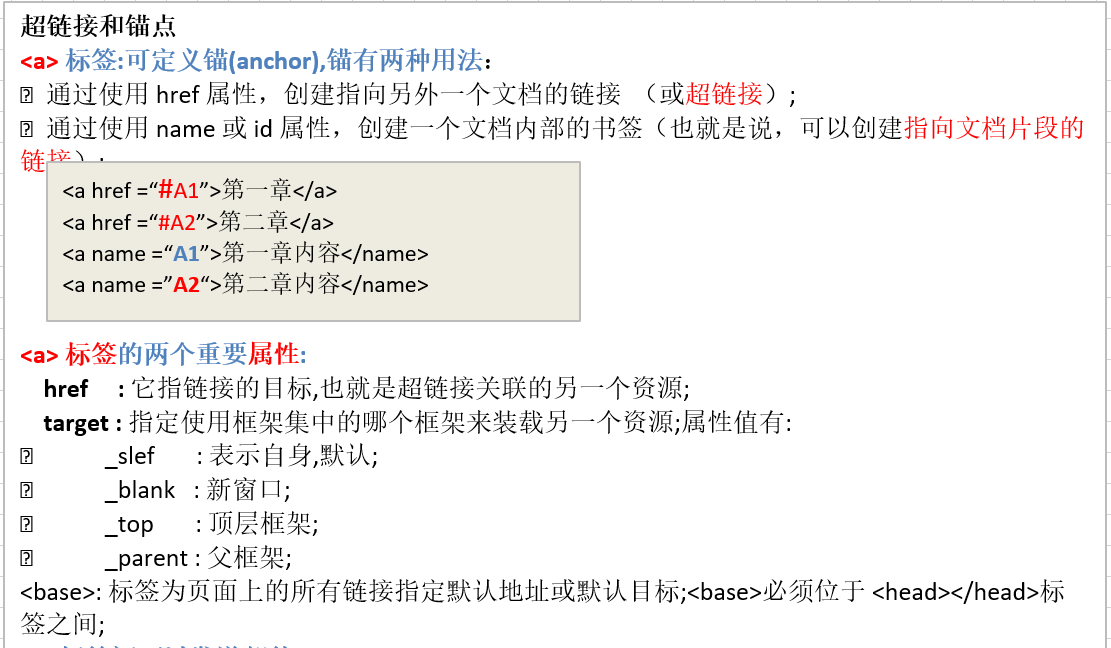 超链接和锚点
<a> 标签:可定义锚(anchor),锚有两种用法：
通过使用 href 属性，创建指向另外一个文档的链接 （或超链接）;
通过使用 name 或 id 属性，创建一个文档内部的书签（也就是说，可以创建指向文档片段的
链接）;
<a href =“#A1”>第一章</a>
<a href =“#A2”>第二章</a>
<a name =“A1”>第一章内容</name>
<a name =”A2“>第二章内容</name>
<a> 标签的两个重要属性:
href : 它指链接的目标,也就是超链接关联的另一个资源;
target : 指定使用框架集中的哪个框架来装载另一个资源;属性值有:
_slef : 表示自身,默认;
_blank : 新窗口;
_top : 顶层框架;
_parent : 父框架;
<base>: 标签为页面上的所有链接指定默认地址或默认目标;<base>必须位于 <head></head>标
签之间;